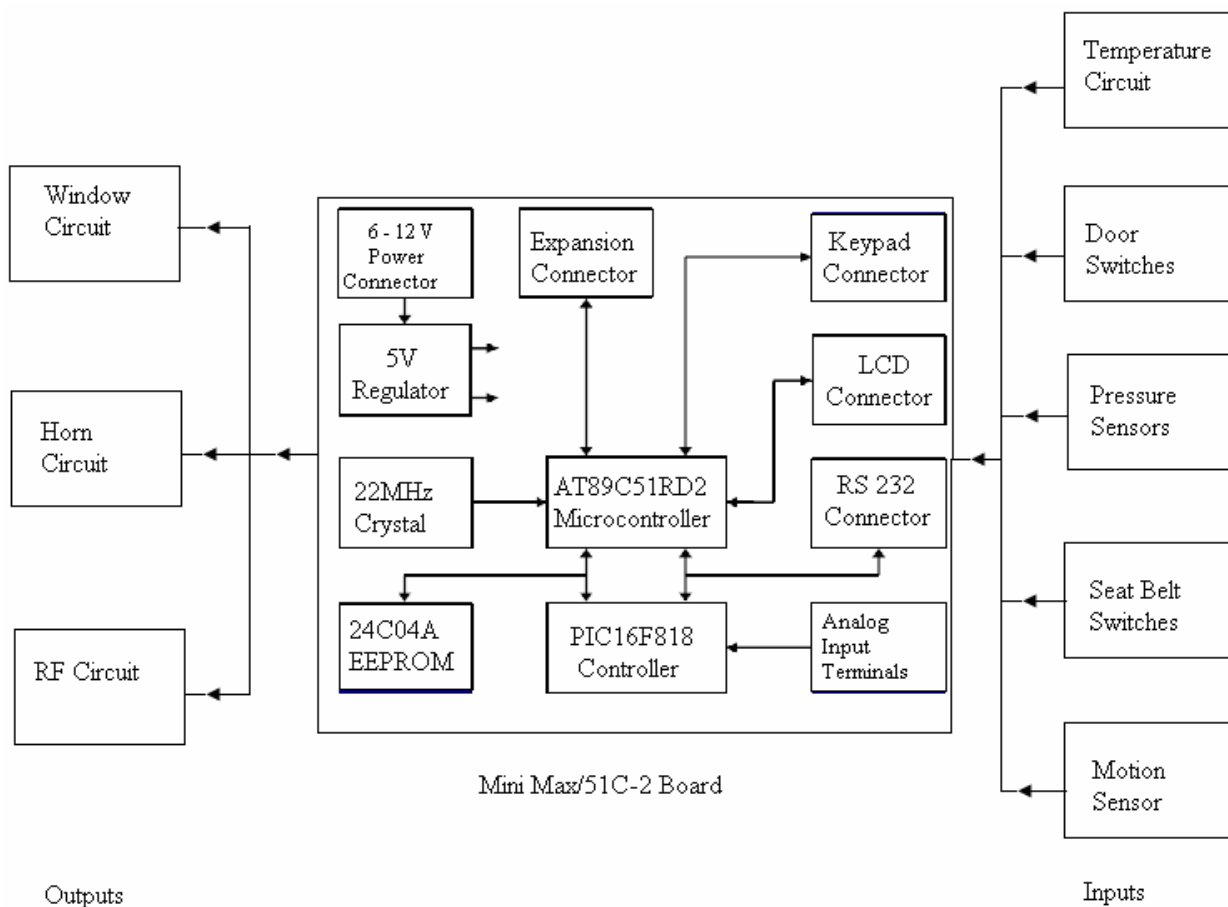 Temperature
Circuit
Window
Circuit
6 - 12 V
Power
Connector
Expansion
Connector
Keypad
Connector
Door
Switches
5V
Regulator
LCD
Connector
Pressure
Sensors
Horn
Circuit
22MHz
Crystal
AT89C51RD2
Microcontroller
RS 232
Connector
Seat Belt
Switches
RF Circuit
24C04A
EEPROM
PIC16F818
Controller
Analog
Input
Terminals
Motion
Sensor
Mini Max/51C-2 Board
Outputs
Inputs